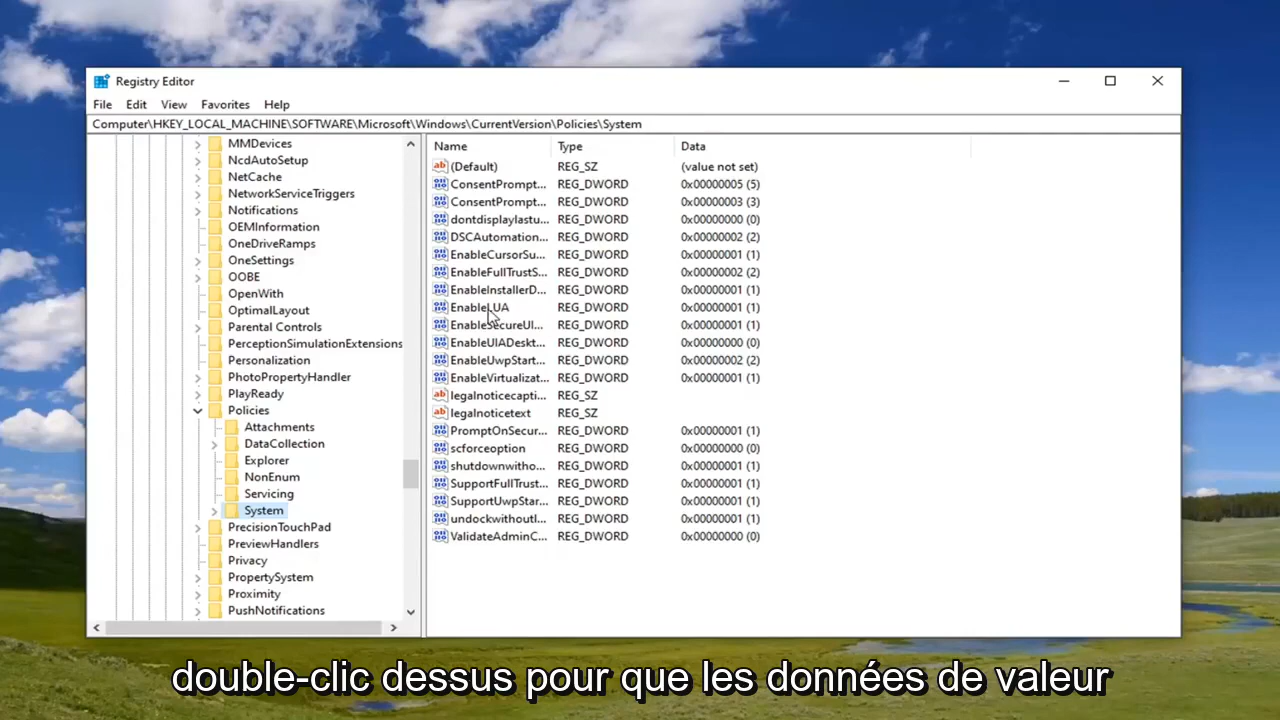 Registry Editor
File Edit View Favorites Help
Computer\HKEY_LOCAL_MACHINE\SOFTWARE\Microsoft\Windows\CurrentVersion\Policies\System
MMDevices
NcdAutoSetup
NetCache
NetworkServiceTriggers
Notifications
OEMInformation
OneDriveRamps
OneSettings
OOBE
OpenWith
OptimalLayout
Parental Controls
PerceptionSimulationExtensions
Personalization
PhotoPropertyHandler
PlayReady
Policies
Attachments
DataCollection
Explorer
NonEnum
Servicing
System
PrecisionTouchPad
PreviewHandlers
Privacy
PropertySystem
Proximity
PushNotifications
Name Type Data
(Default) REG_SZ (value not set)
ConsentPrompt... REG_DWORD 0x00000005 (5)
ConsentPrompt... REG_DWORD 0x00000003 (3)
dontdisplaylastu... REG_DWORD 0x00000000 (0)
DSCAutomation... REG_DWORD 0x00000002 (2)
EnableCursorSu... REG_DWORD 0x00000001 (1)
EnableFullTrustS... REG_DWORD 0x00000002 (2)
EnableInstallerD... REG_DWORD 0x00000001 (1)
EnableLUA REG_DWORD 0x00000001 (1)
EnableSecureUI... REG_DWORD 0x00000001 (1)
EnableUIADeskt... REG_DWORD 0x00000000 (0)
EnableUwpStart... REG_DWORD 0x00000002 (2)
EnableVirtualizat... REG_DWORD 0x00000001 (1)
legalnoticecapti... REG_SZ
legalnoticetext REG_SZ
PromptOnSecur... REG_DWORD 0x00000001 (1)
scforceoption REG_DWORD 0x00000000 (0)
shutdownwitho... REG_DWORD 0x00000001 (1)
SupportFullTrust... REG_DWORD 0x00000001 (1)
SupportUwpStar... REG_DWORD 0x00000001 (1)
undockwithoutl... REG_DWORD 0x00000001 (1)
ValidateAdminC... REG_DWORD 0x00000000 (0)
double-clic dessus pour que les données de valeur